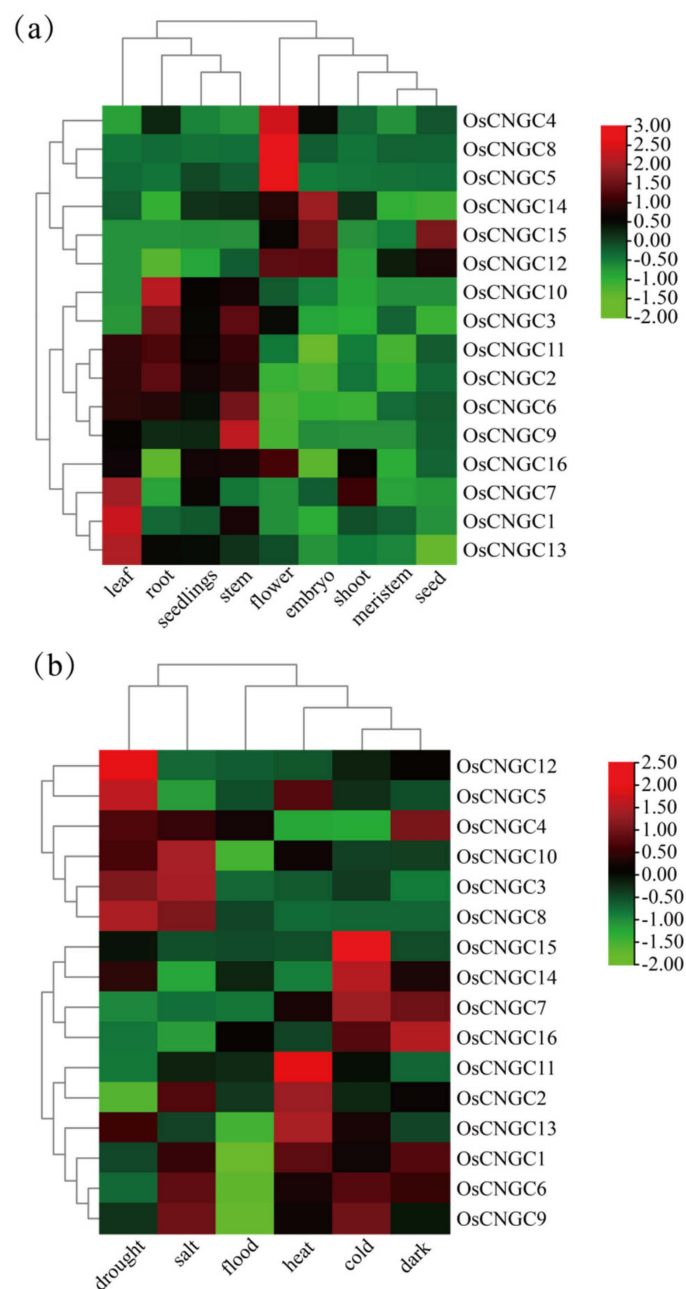 (a)
OsCNGC4
OsCNGC8
OsCNGC5
OsCNGC14
OsCNGC15
OsCNGC12
OsCNGC10
OsCNGC3
OsCNGC11
OsCNGC2
OsCNGC6
OsCNGC9
OsCNGC16
OsCNGC7
OsCNGC1
OsCNGC13
3.00
2.50
2.00
1.50
1.00
0.50
0.00
-0.50
-1.00
-1.50
-2.00
leaf
root
seedlings
stem
flower
embryo
shoot
meristem
seed
(b)
OsCNGC12
OsCNGC5
OsCNGC4
OsCNGC10
OsCNGC3
OsCNGC8
OsCNGC15
OsCNGC14
OsCNGC7
OsCNGC16
OsCNGC11
OsCNGC2
OsCNGC13
OsCNGC1
OsCNGC6
OsCNGC9
2.50
2.00
1.50
1.00
0.50
0.00
-0.50
-1.00
-1.50
-2.00
drought
salt
flood
heat
cold
dark